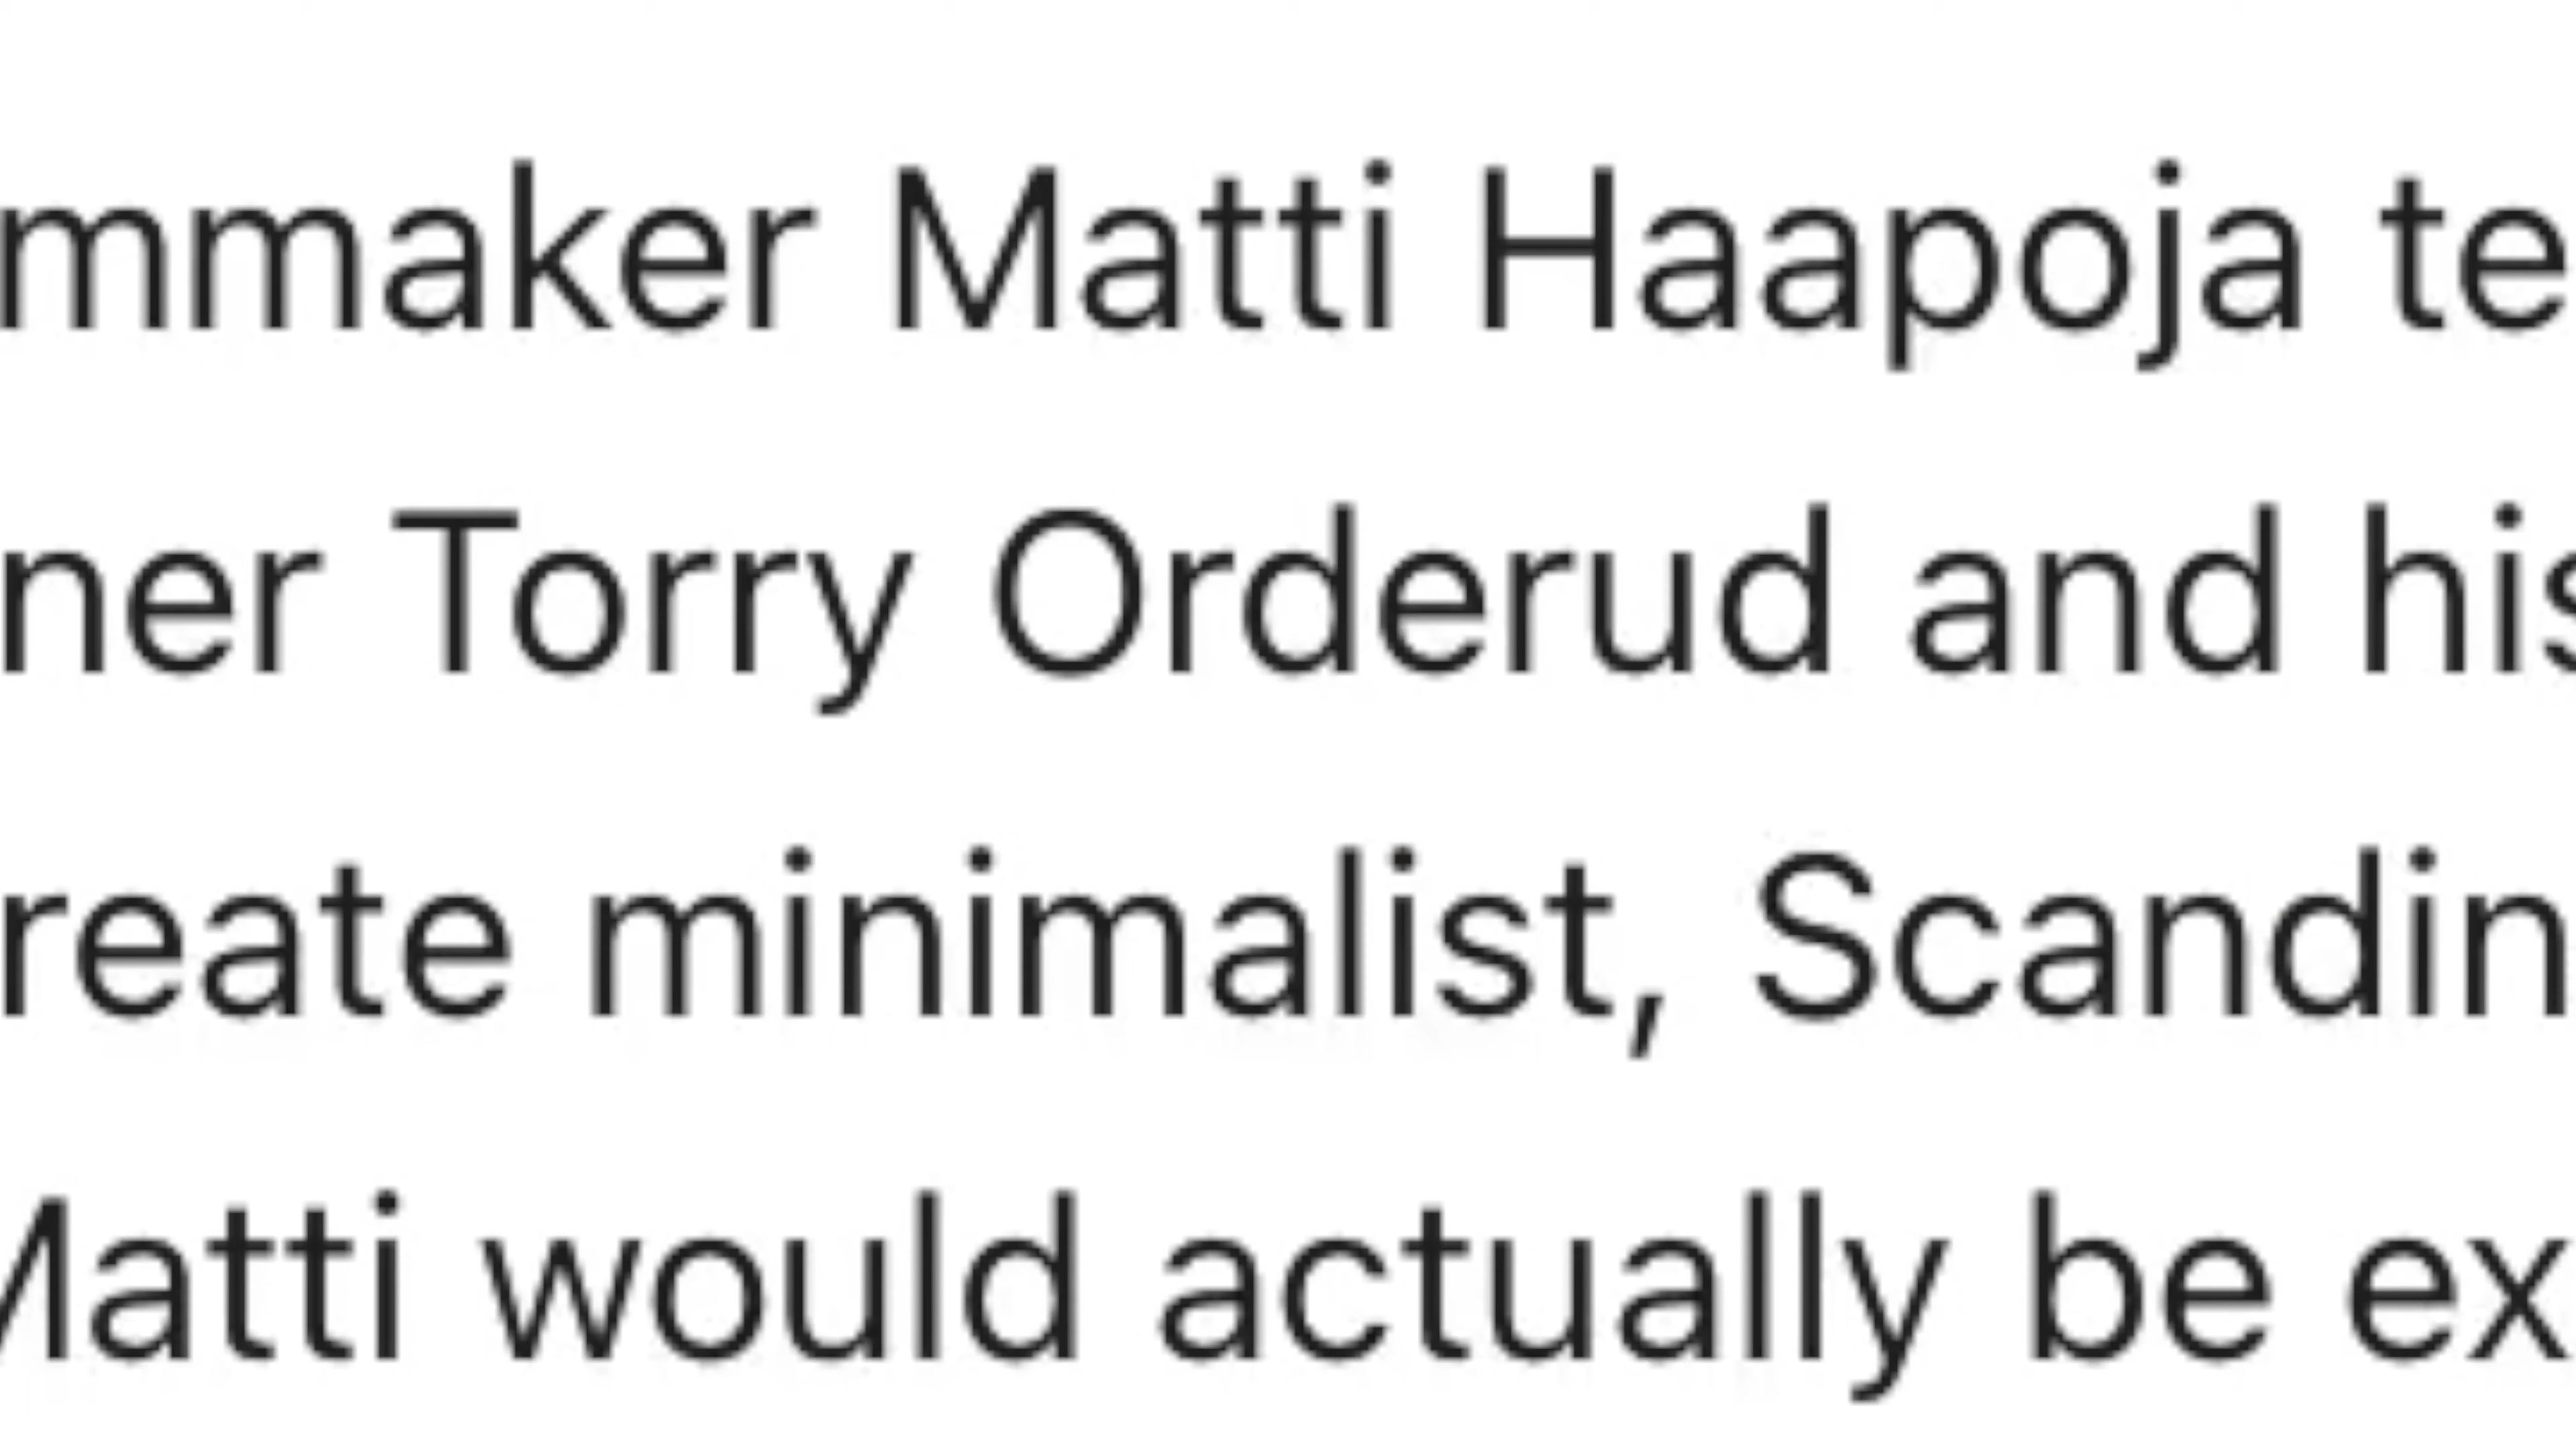 mmaker Matti Haapoja te
ner Torry Orderud and his
reate minimalist, Scandin
Matti would actually be ex